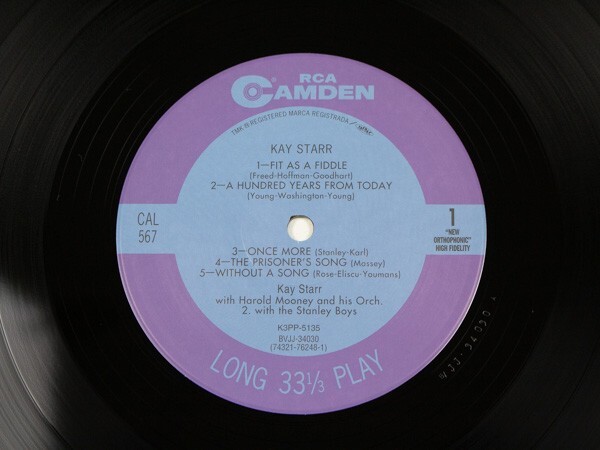 RCA
CAMDEN
TMK ® REGISTERED MARCA REGISTRADA
KAY STARR
1—FIT AS A FIDDLE
(Freed-Hoffman-Goodhart)
2—A HUNDRED YEARS FROM TODAY
(Young-Washington-Young)
CAL
567
1
"NEW
ORTHOPHONIC"
HIGH FIDELITY
3—ONCE MORE (Stanley-Karl)
4—THE PRISONER'S SONG (Massey)
5—WITHOUT A SONG (Rose-Eliscu-Youmans)
Kay Starr
with Harold Mooney and his Orch.
2. with the Stanley Boys
K3PP-5135
BVJJ-34030
(74321-76248-1)
LONG 33⅓ PLAY